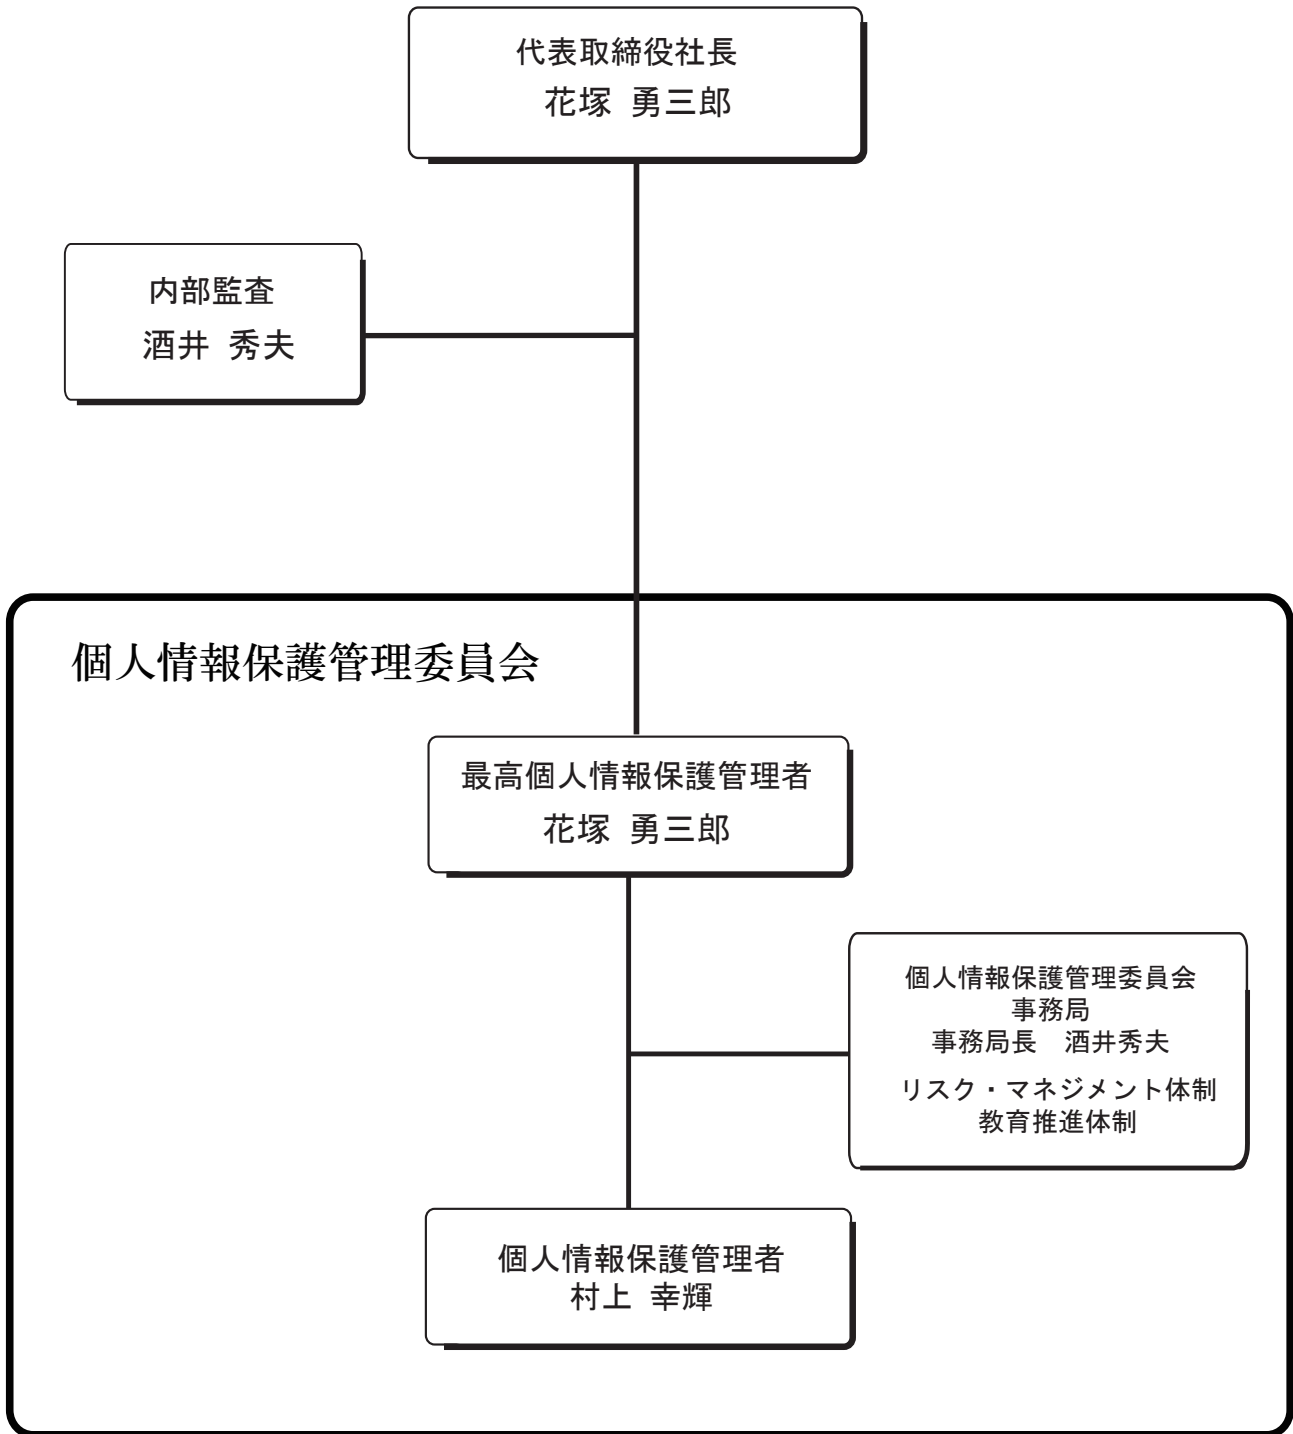 代表取締役社長
花塚 勇三郎
内部監査
酒井 秀夫
個人情報保護管理委員会
最高個人情報保護管理者
花塚 勇三郎
個人情報保護管理委員会
事務局
事務局長　酒井秀夫
リスク・マネジメント体制
教育推進体制
個人情報保護管理者
村上 幸輝